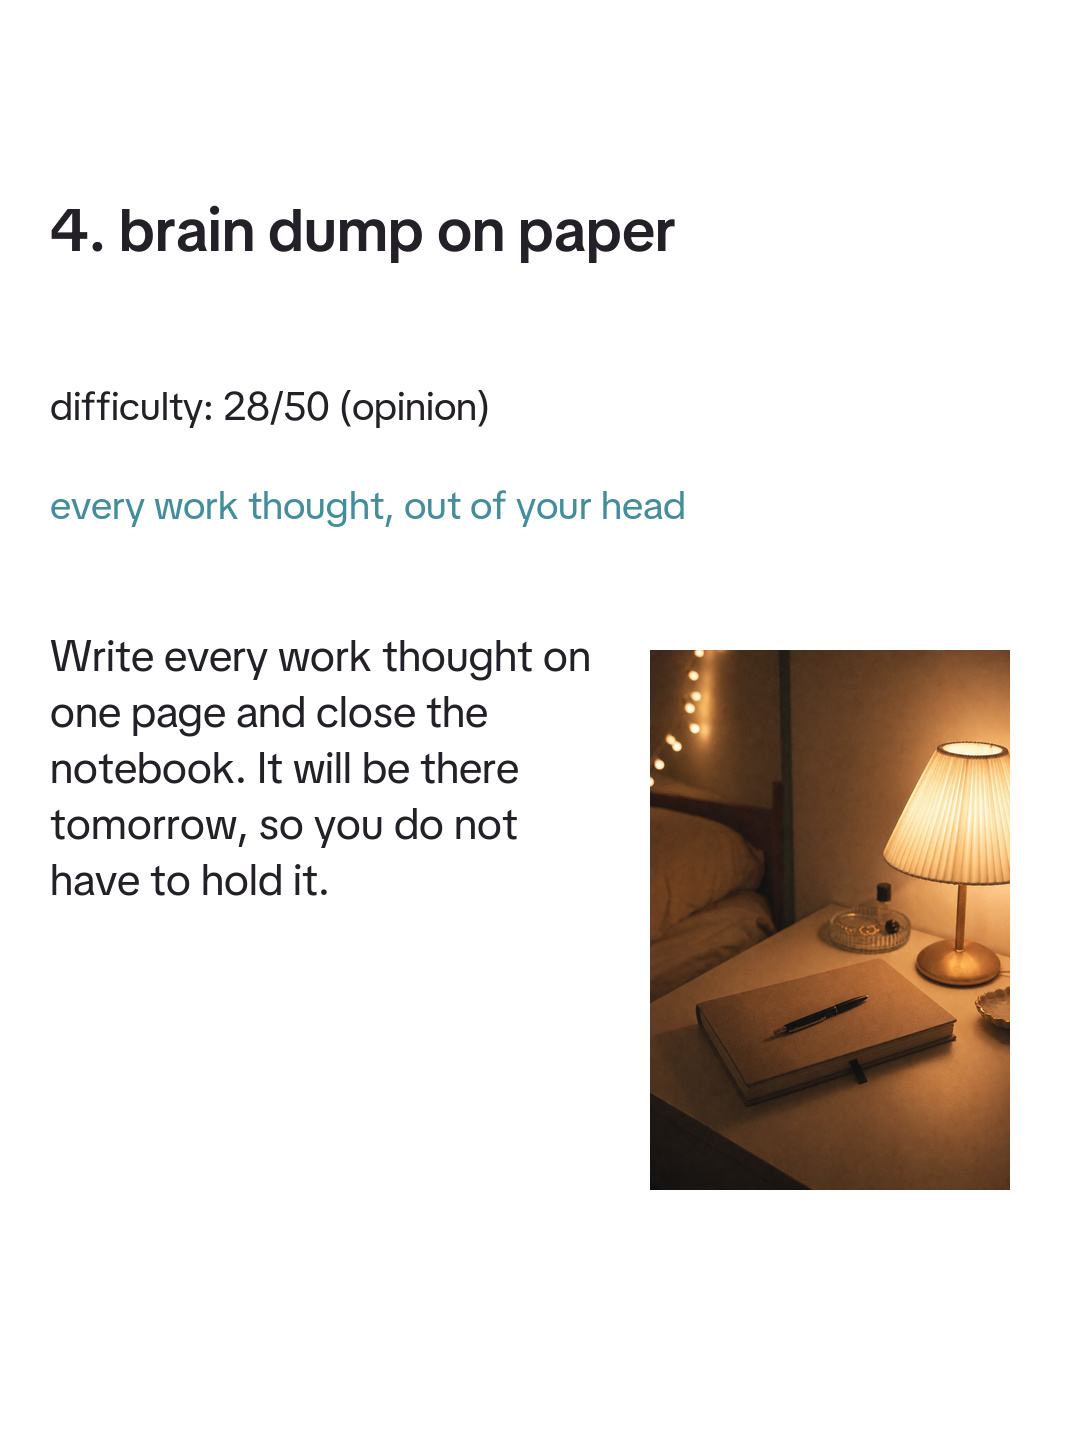 4. brain dump on paper
difficulty: 28/50 (opinion)
every work thought, out of your head
Write every work thought on
one page and close the
notebook. It will be there
tomorrow, so you do not
have to hold it.